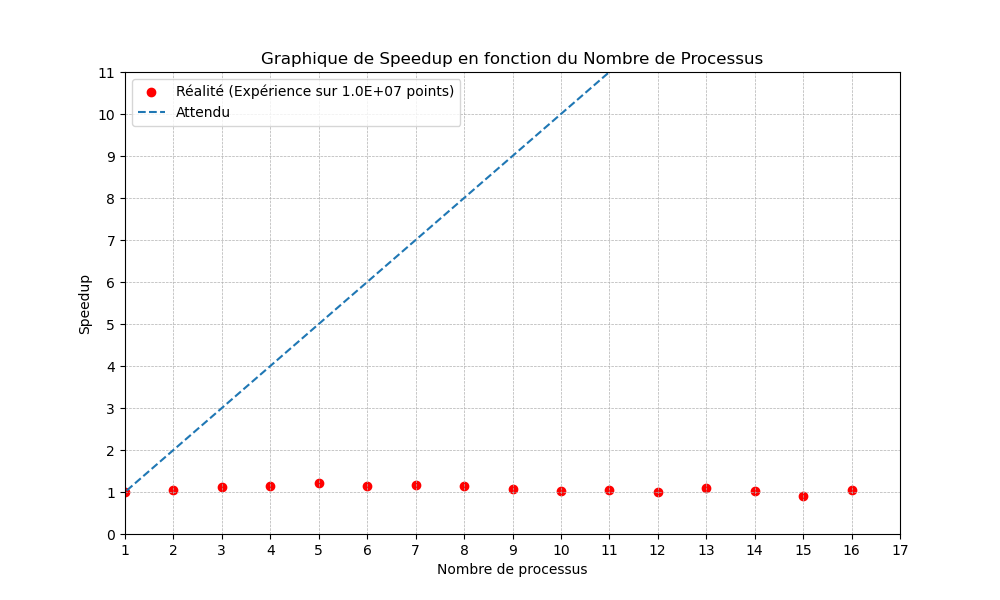 Graphique de Speedup en fonction du Nombre de Processus
Réalité (Expérience sur 1.0E+07 points)
Attendu
Speedup
11
10
9
8
7
6
5
4
3
2
1
0
1 2 3 4 5 6 7 8 9 10 11 12 13 14 15 16 17
Nombre de processus